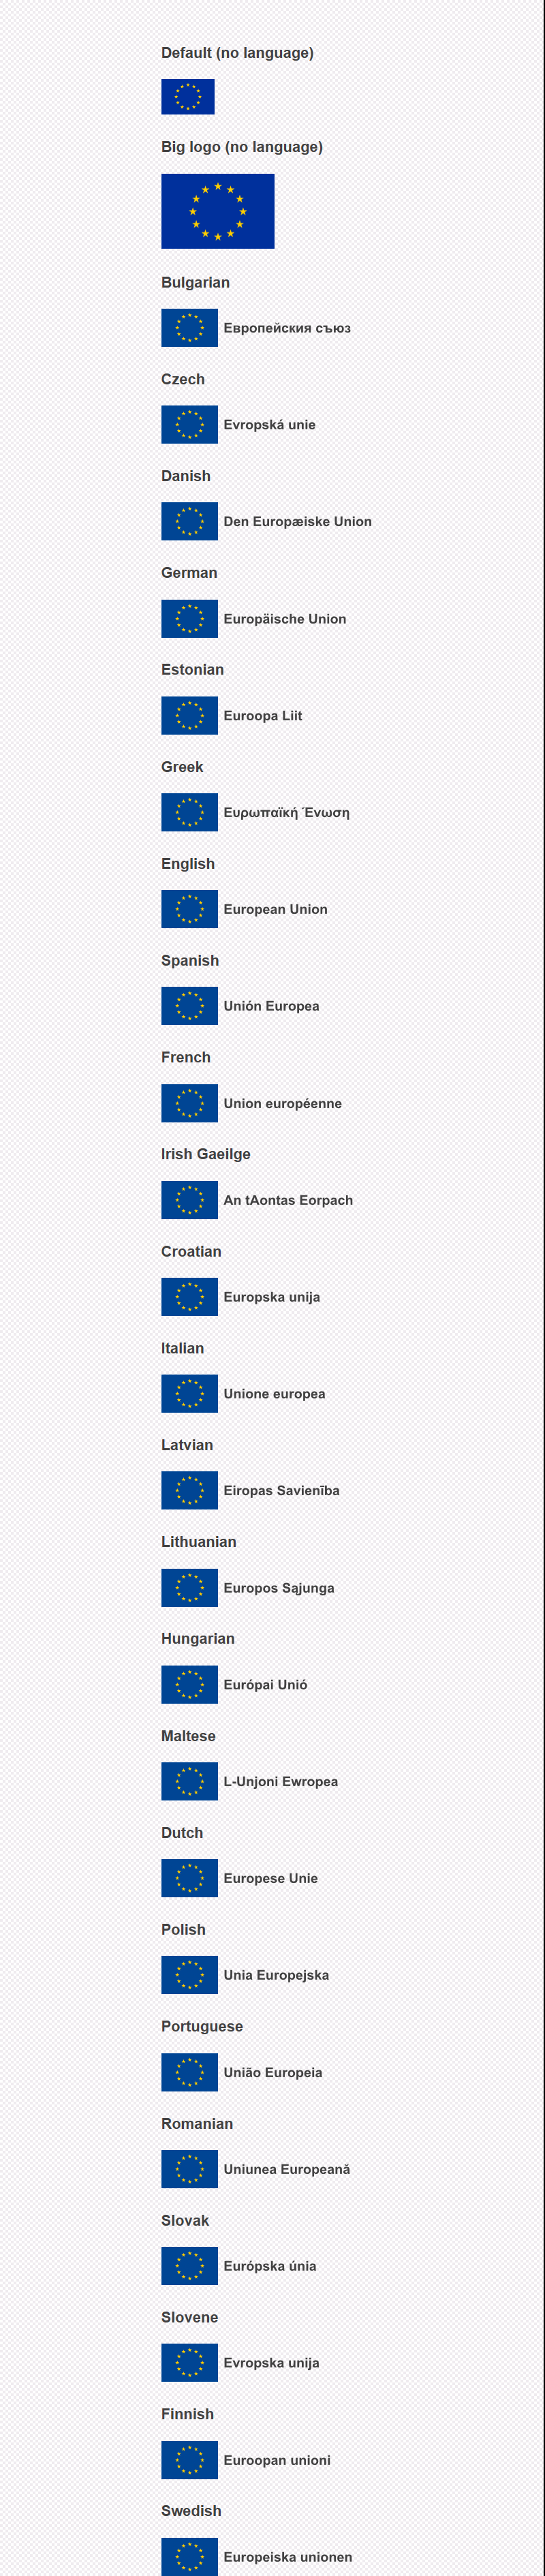 Default (no language)
Big logo (no language)
Bulgarian
Европейския съюз
Czech
Evropská unie
Danish
Den Europæiske Union
German
Europäische Union
Estonian
Euroopa Liit
Greek
Ευρωπαϊκή Ένωση
English
European Union
Spanish
Unión Europea
French
Union européenne
Irish Gaeilge
An tAontas Eorpach
Croatian
Europska unija
Italian
Unione europea
Latvian
Eiropas Savienība
Lithuanian
Europos Sąjunga
Hungarian
Európai Unió
Maltese
L-Unjoni Ewropea
Dutch
Europese Unie
Polish
Unia Europejska
Portuguese
União Europeia
Romanian
Uniunea Europeană
Slovak
Európska únia
Slovene
Evropska unija
Finnish
Euroopan unioni
Swedish
Europeiska unionen